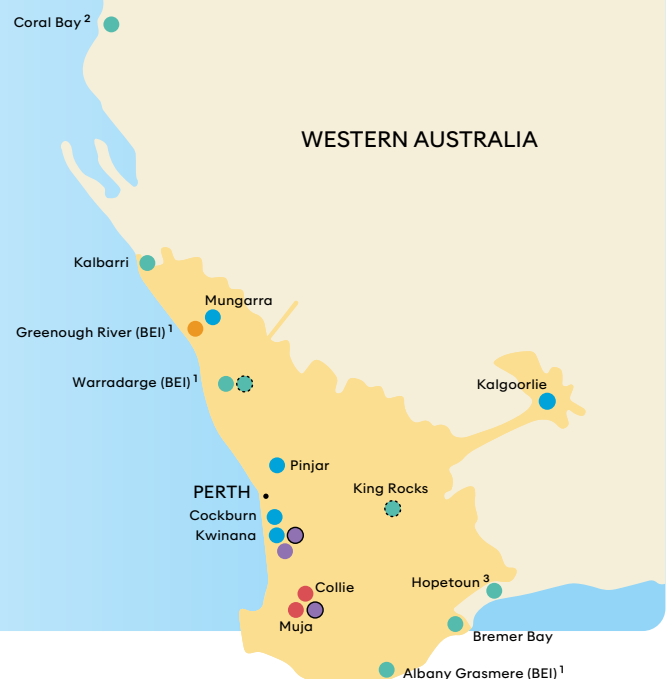 Coral Bay 2
WESTERN AUSTRALIA
Kalbarri
Mungarra
Greenough River (BEI) 1
Warradarge (BEI) 1
Kalgoorlie
Pinjar
King Rocks
PERTH
Cockburn
Kwinana
Collie
Hopetoun 3
Muja
Bremer Bay
Albany Grasmere (BEI) 1